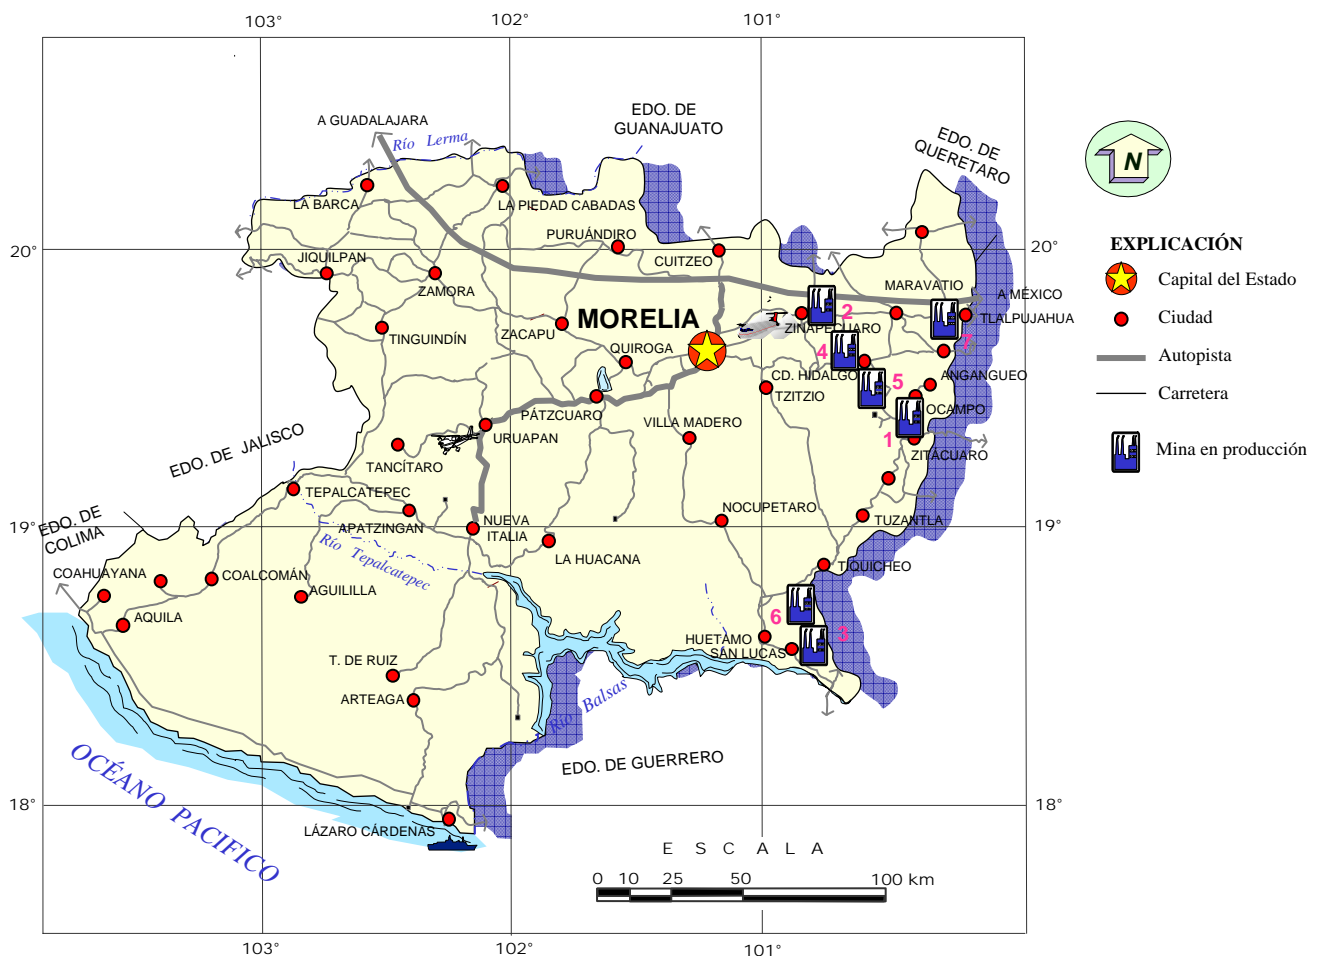 103°
102°
101°
EDO. DE
GUANAJUATO
A GUADALAJARA
Río Lerma
EDO. DE
QUERETARO
N
LA BARCA
LA PIEDAD CABADAS
PURUÁNDIRO
CUITZEO
20°
20°
JIQUILPAN
ZAMORA
MARAVATIO
A MÉXICO
EXPLICACIÓN
Capital del Estado
Ciudad
Autopista
Carretera
Mina en producción
TINGUINDÍN
ZACAPU
MORELIA
QUIROGA
ZINAPECUARO
2
TLALPUJAHUA
7
4
CD. HIDALGO
TZITZIO
5
ANGANGUEO
OCAMPO
1
ZITÁCUARO
PÁTZCUARO
URUAPAN
VILLA MADERO
EDO. DE JALISCO
TANCÍTARO
TEPALCATEPEC
APATZINGAN
NUEVA
ITALIA
NOCUPETARO
TUZANTLA
19°
19°
EDO. DE
COLIMA
Río Tepalcatepec
LA HUACANA
TIQUICHEO
COAHUAYANA
COALCOMÁN
AGUILILLA
AQUILA
6
3
HUETAMO
SAN LUCAS
T. DE RUIZ
ARTEAGA
Río Balsas
EDO. DE GUERRERO
OCÉANO PACIFICO
18°
18°
LÁZARO CÁRDENAS
E S C A L A
0 10 25 50 100 km
103°
102°
101°